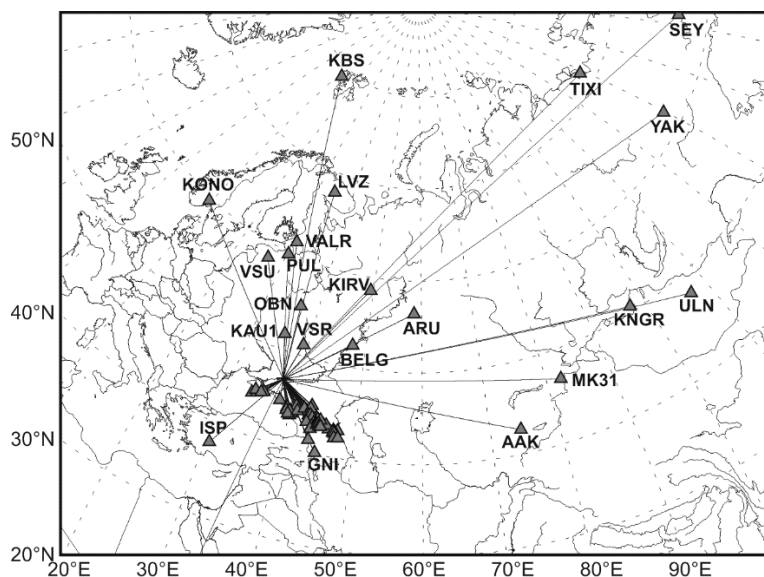 SEY
KBS
TIXI
YAK
50°N
KONO
LVZ
VALR
VSU
PUL
KIRV
OBN
ULN
40°N
KAU1
VSR
ARU
KNGR
BELG
MK31
ISP
AAK
30°N
GNI
20°N
20°E 30°E 40°E 50°E 60°E 70°E 80°E 90°E